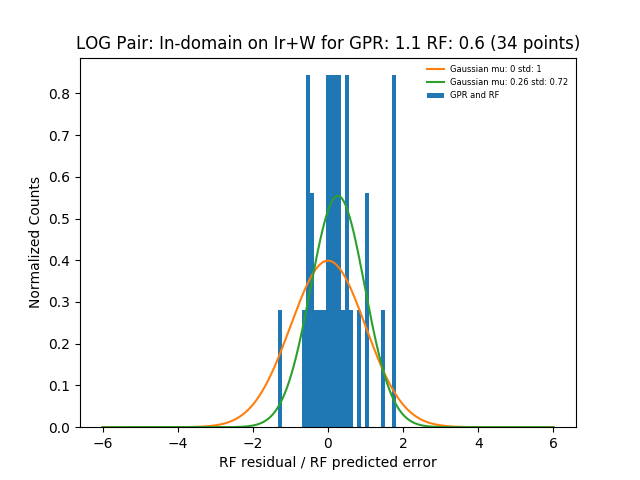 LOG Pair: In-domain on Ir+W for GPR: 1.1 RF: 0.6 (34 points)
Gaussian mu: 0 std: 1
Gaussian mu: 0.26 std: 0.72
GPR and RF
Normalized Counts
0.8
0.7
0.6
0.5
0.4
0.3
0.2
0.1
0.0
−6
−4
−2
0
2
4
6
RF residual / RF predicted error